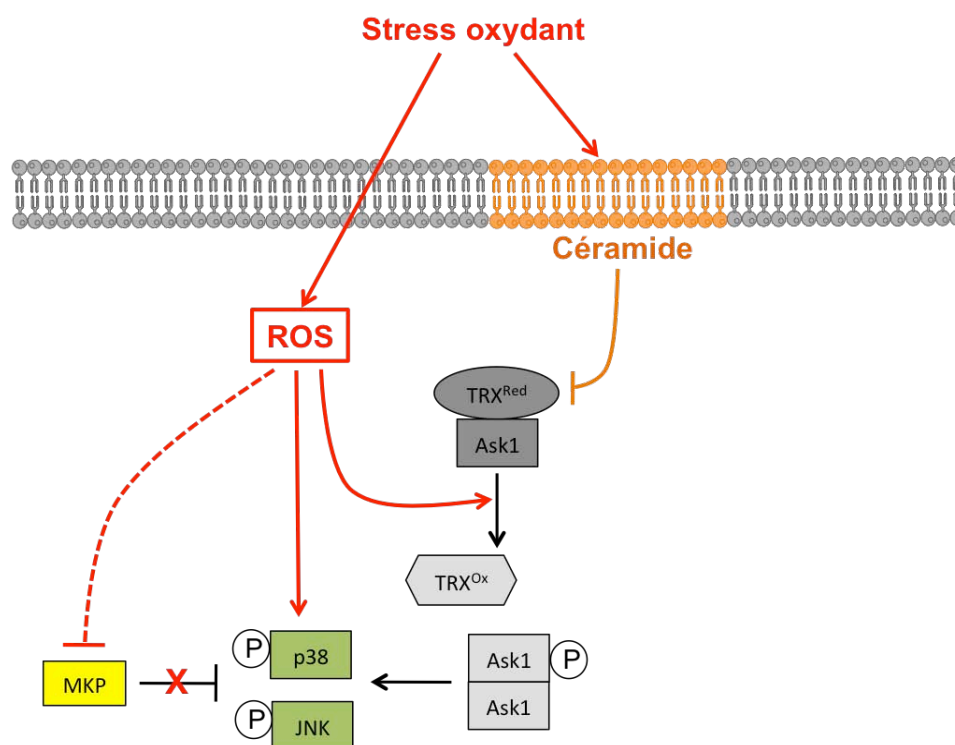 Stress oxydant
Céramide
ROS
TRXRed
Ask1
TRXOx
P
p38
Ask1
P
MKP
X
Ask1
P
JNK